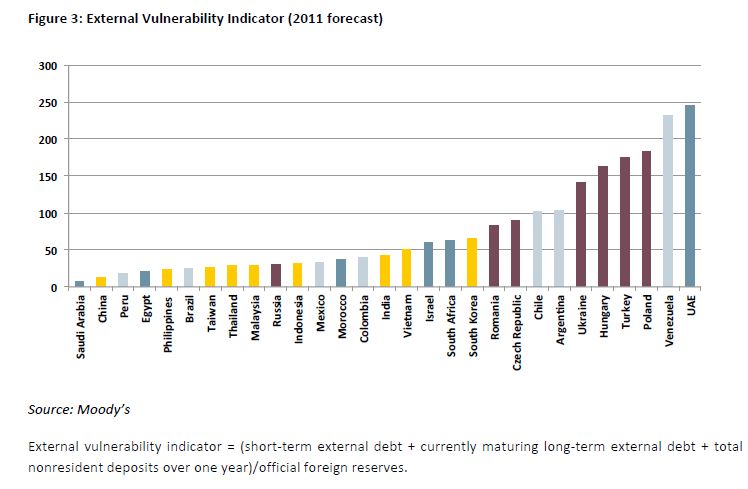 Figure 3: External Vulnerability Indicator (2011 forecast)
300
250
200
150
100
50
0
Saudi Arabia
China
Peru
Egypt
Philippines
Brazil
Taiwan
Thailand
Malaysia
Russia
Indonesia
Mexico
Morocco
Colombia
India
Vietnam
Israel
South Africa
South Korea
Romania
Czech Republic
Chile
Argentina
Ukraine
Hungary
Turkey
Poland
Venezuela
UAE
Source: Moody's
External vulnerability indicator = (short-term external debt + currently maturing long-term external debt + total
nonresident deposits over one year)/official foreign reserves.